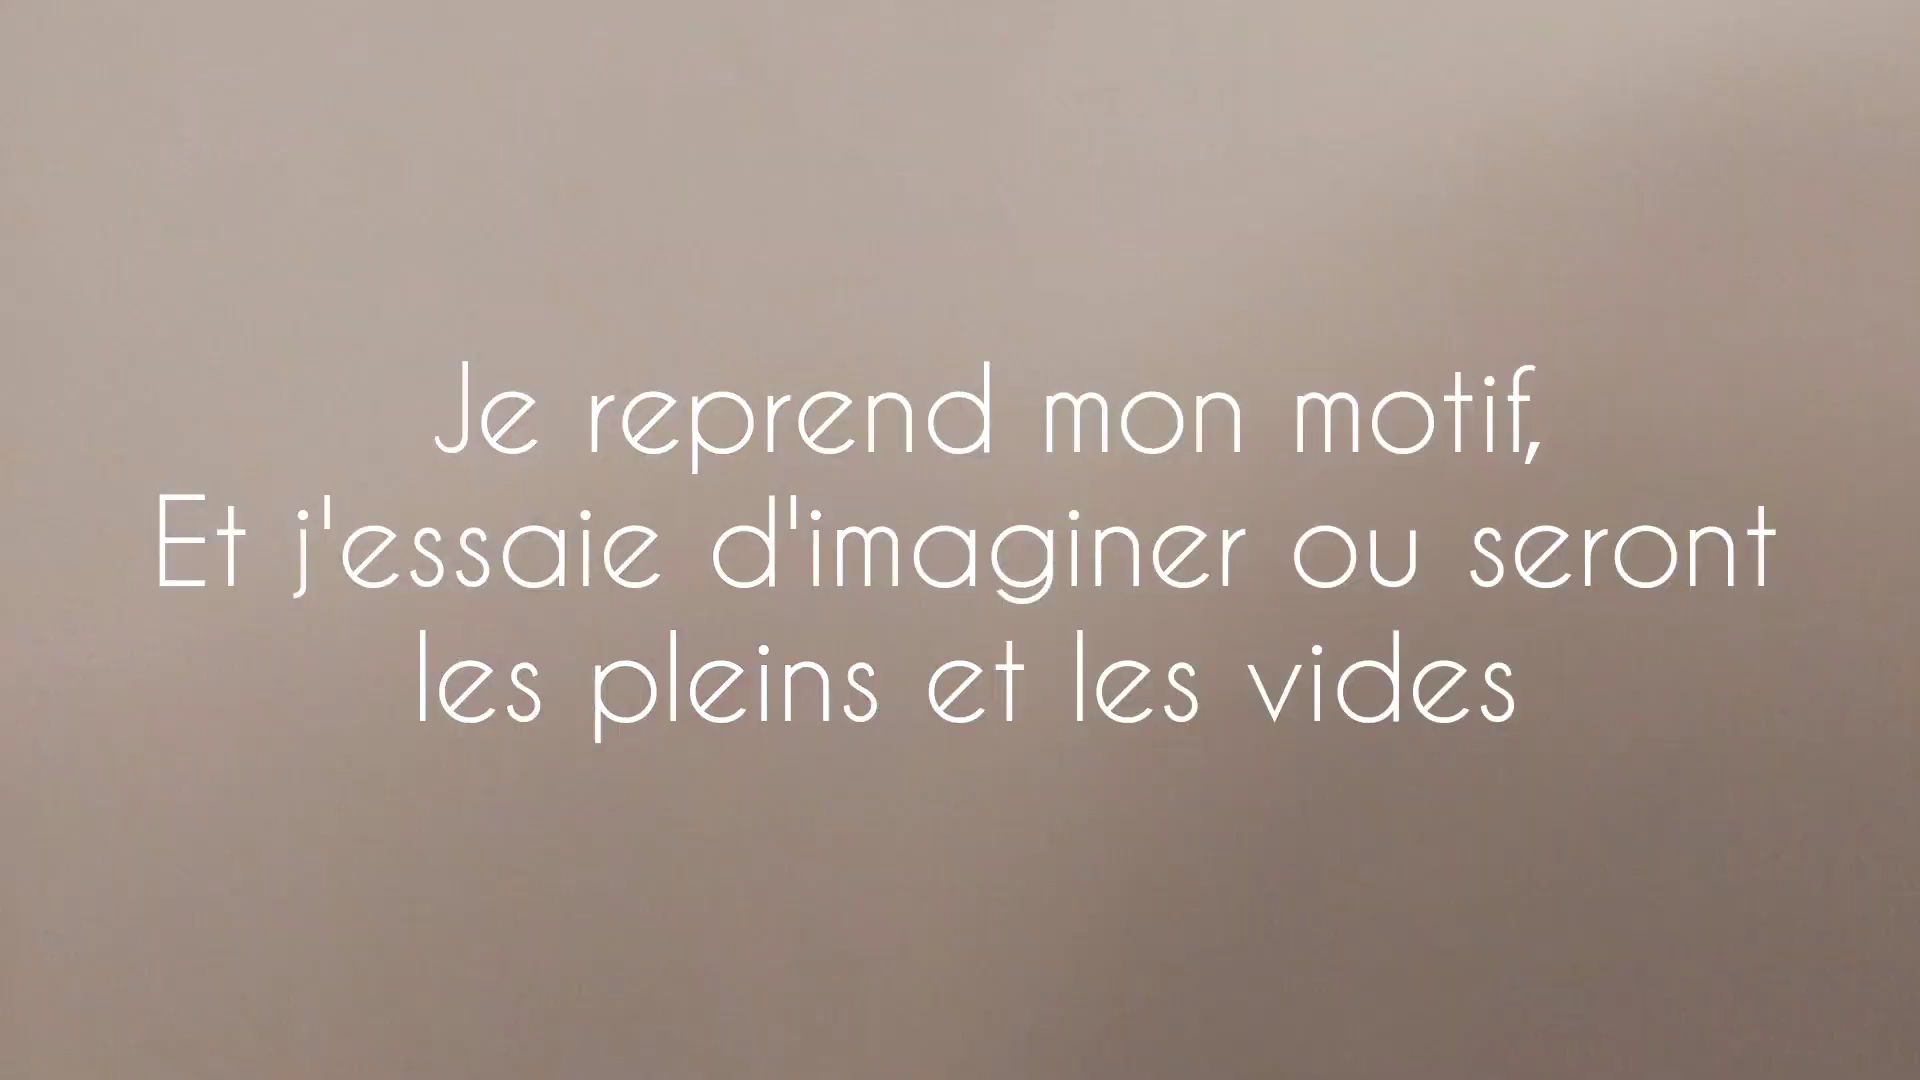 Je reprend mon motif,
Et j'essaie d'imaginer ou seront
les pleins et les vides